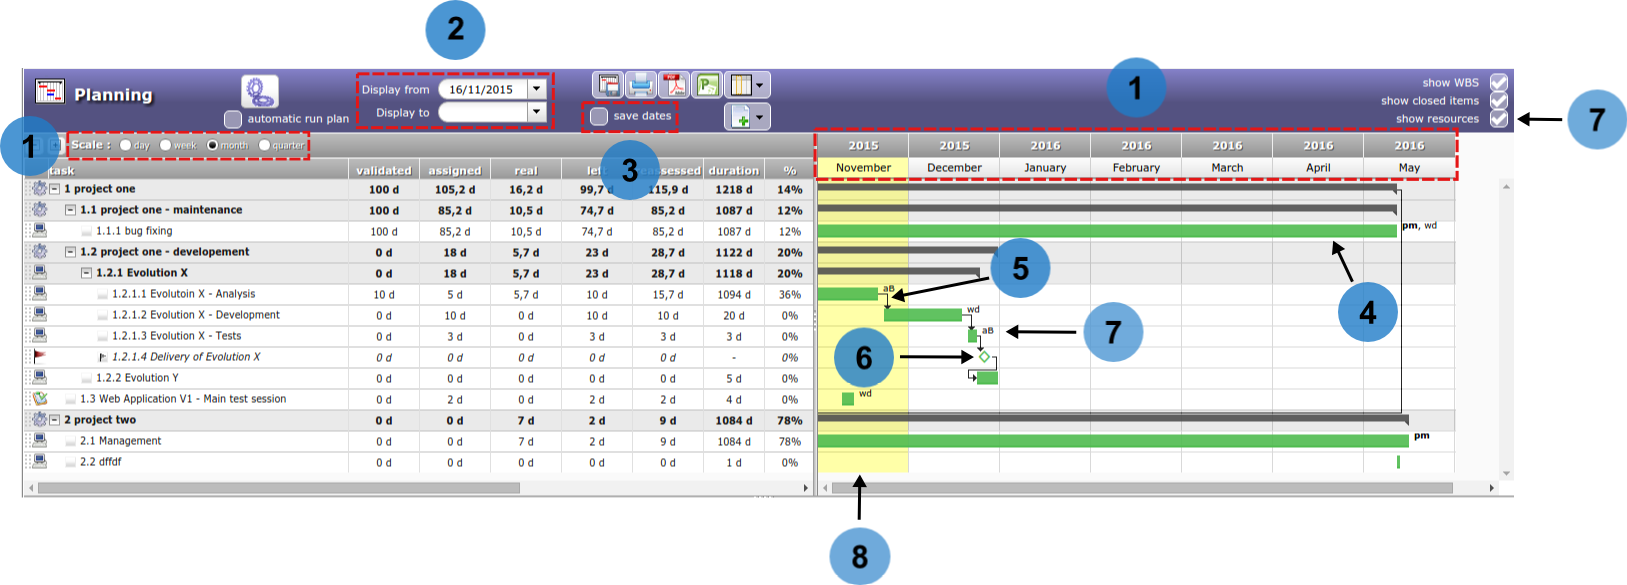 2
1
Planning
automatic run plan
Display from 16/11/2015
Display to
save dates
show WBS
show closed items
show resources
7
1
Scale : day week month quarter
3
task validated assigned real left reassessed duration %
2015 2015 2016 2016 2016 2016 2016
November December January February March April May
1 project one 100 d 105,2 d 16,2 d 99,7 d 115,9 d 1218 d 14%
1.1 project one - maintenance 100 d 85,2 d 10,5 d 74,7 d 85,2 d 1087 d 12%
1.1.1 bug fixing 100 d 85,2 d 10,5 d 74,7 d 85,2 d 1087 d 12% pm, wd
1.2 project one - developement 0 d 18 d 5,7 d 23 d 28,7 d 1122 d 20%
1.2.1 Evolution X 0 d 18 d 5,7 d 23 d 28,7 d 1118 d 20%
5
1.2.1.1 Evolutoin X - Analysis 10 d 5 d 5,7 d 10 d 15,7 d 1094 d 36% aB
4
1.2.1.2 Evolution X - Development 0 d 10 d 0 d 10 d 10 d 20 d 0% wd
1.2.1.3 Evolution X - Tests 0 d 3 d 0 d 3 d 3 d 3 d 0% aB
7
1.2.1.4 Delivery of Evolution X 0 d 0 d 0 d 0 d 0 d - 0%
6
1.2.2 Evolution Y 0 d 0 d 0 d 0 d 0 d 5 d 0%
1.3 Web Application V1 - Main test session 0 d 2 d 0 d 2 d 2 d 4 d 0% wd
2 project two 0 d 0 d 7 d 2 d 9 d 1084 d 78%
2.1 Management 0 d 0 d 7 d 2 d 9 d 1084 d 78% pm
2.2 dffdf 0 d 0 d 0 d 0 d 0 d 1 d 0%
8